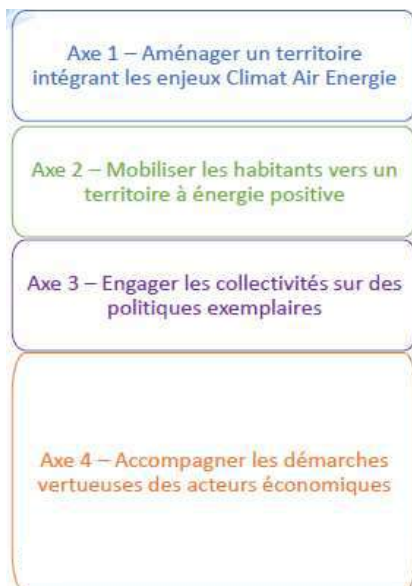 Axe 1 – Aménager un territoire
intégrant les enjeux Climat Air Energie
Axe 2 – Mobiliser les habitants vers un
territoire à énergie positive
Axe 3 – Engager les collectivités sur des
politiques exemplaires
Axe 4 – Accompagner les démarches
vertueuses des acteurs économiques